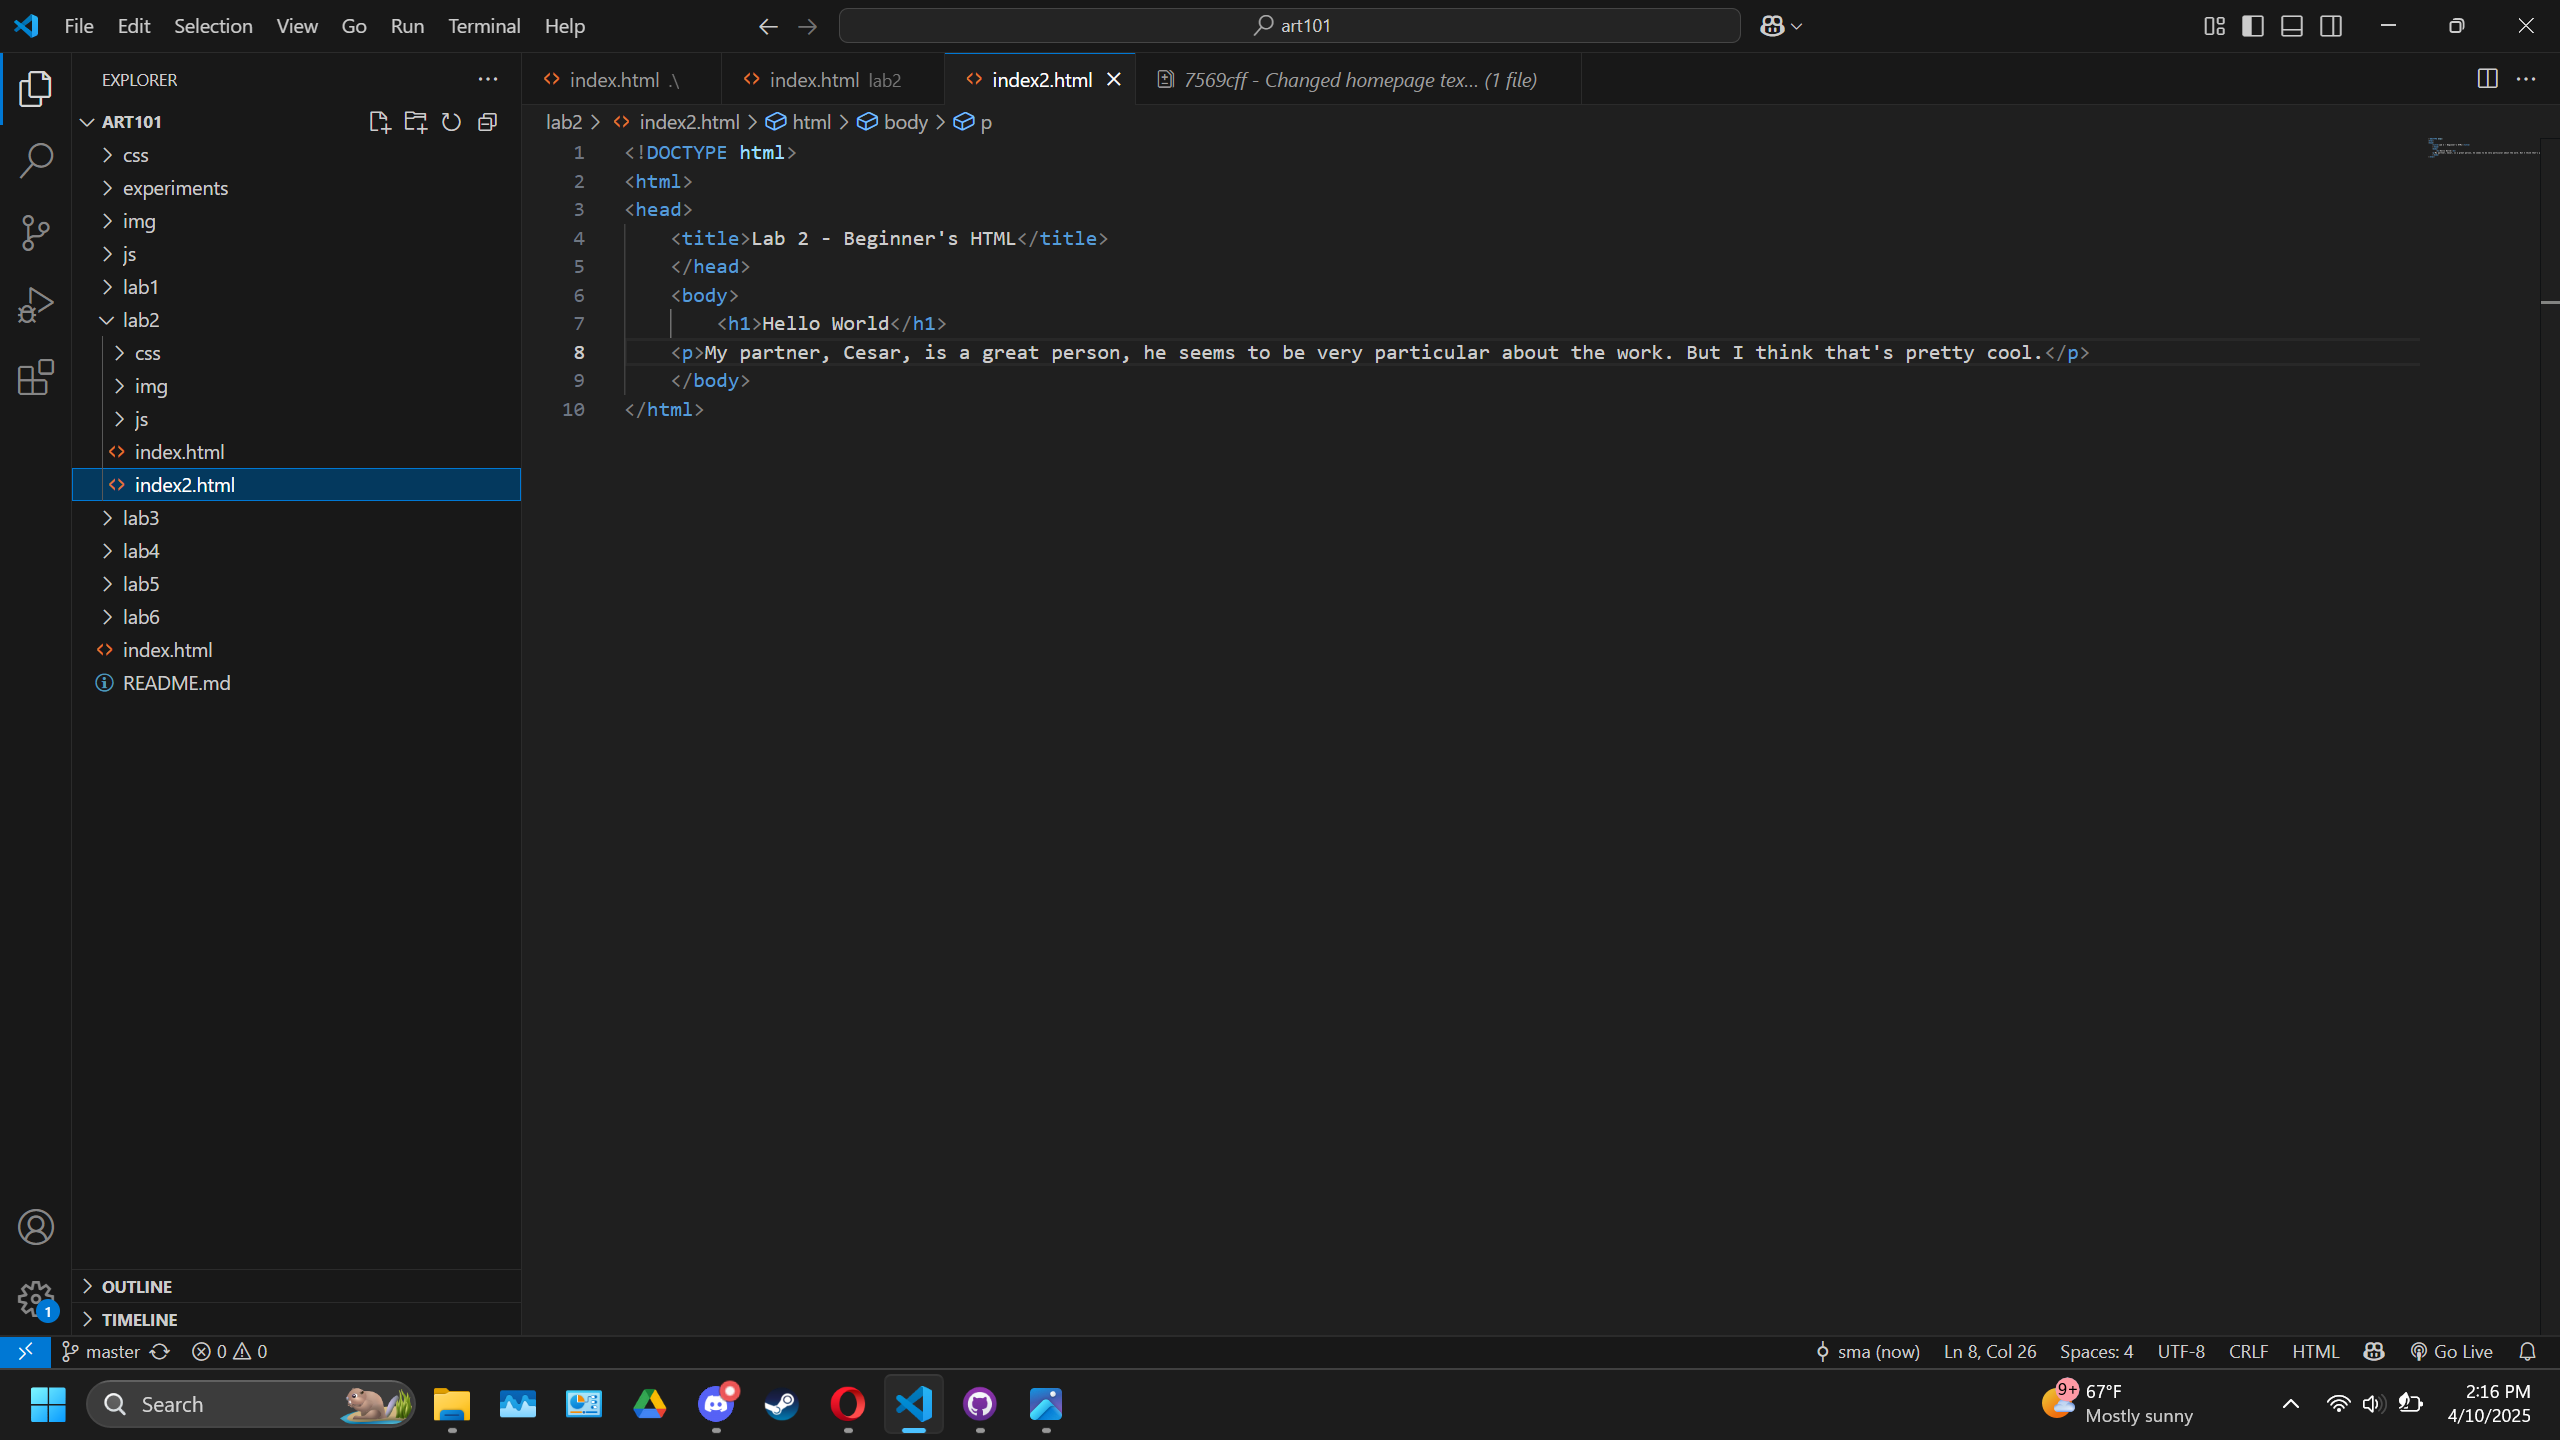 File Edit Selection View Go Run Terminal Help
art101
EXPLORER
index.html .\
index.html lab2
index2.html
7569cff - Changed homepage tex... (1 file)
ART101
lab2 > index2.html > html > body > p
css
experiments
img
js
lab1
lab2
css
img
js
index.html
index2.html
lab3
lab4
lab5
lab6
index.html
README.md
1 <!DOCTYPE html>
2 <html>
3 <head>
4 <title>Lab 2 - Beginner's HTML</title>
5 </head>
6 <body>
7 <h1>Hello World</h1>
8 <p>My partner, Cesar, is a great person, he seems to be very particular about the work. But I think that's pretty cool.</p>
9 </body>
10 </html>
OUTLINE
1
TIMELINE
master 0 0
sma (now) Ln 8, Col 26 Spaces: 4 UTF-8 CRLF HTML Go Live
Search
9+
67°F
Mostly sunny
2:16 PM
4/10/2025